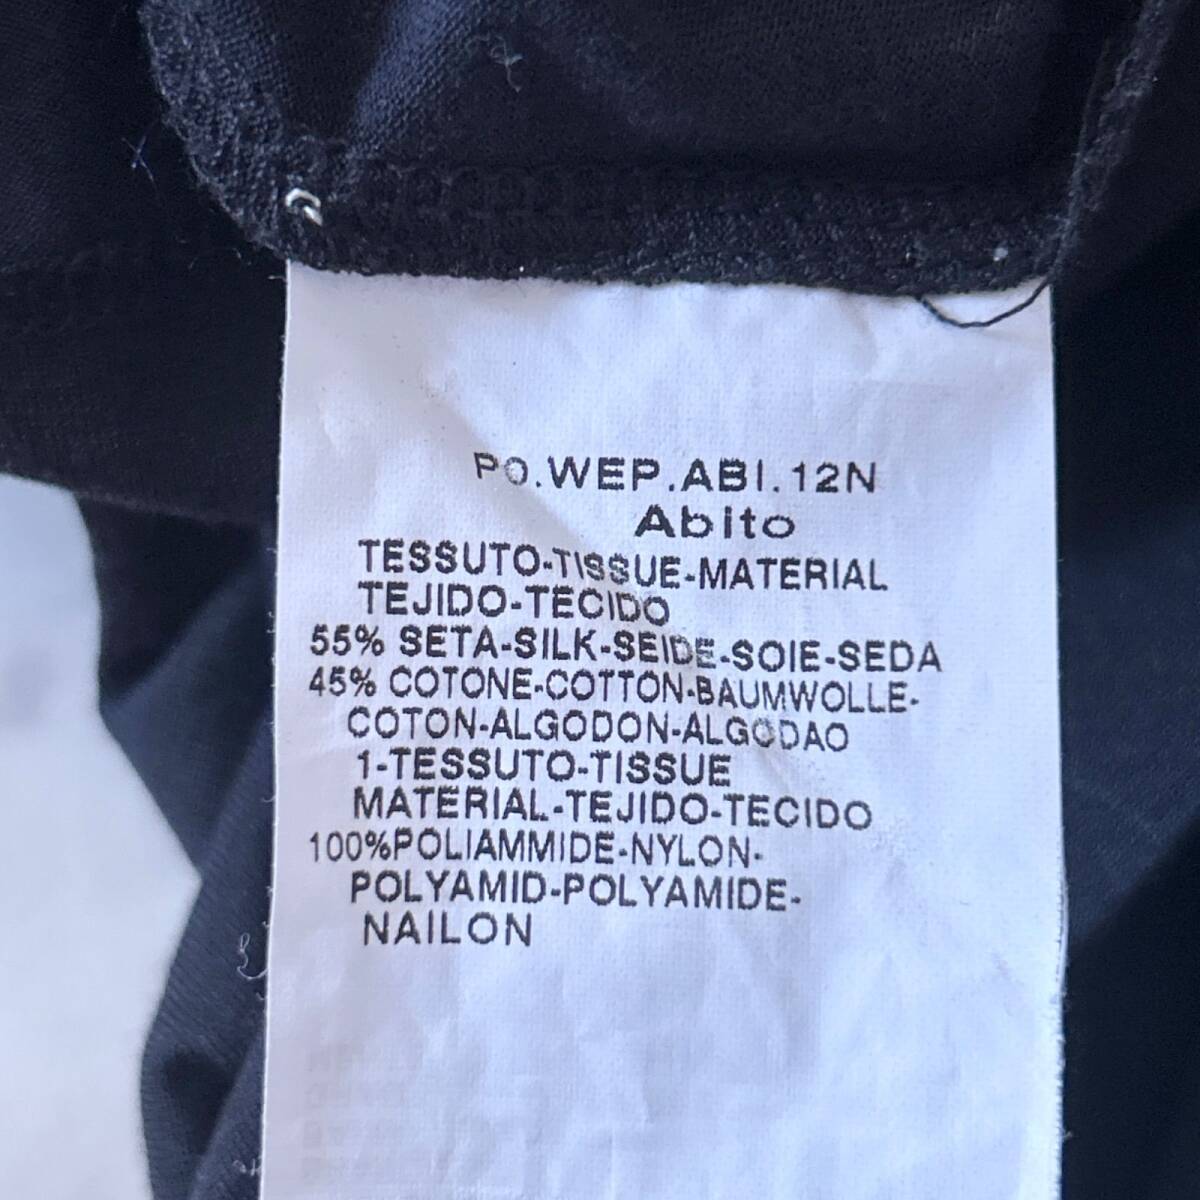 PO.WEP.ABI.12N
Abito
TESSUTO-TISSUE-MATERIAL
TEJIDO-TECIDO
55% SETA-SILK-SEIDE-SOIE-SEDA
45% COTONE-COTTON-BAUMWOLLE-
COTON-ALGODON-ALGODAO
1-TESSUTO-TISSUE
MATERIAL-TEJIDO-TECIDO
100%POLIAMMIDE-NYLON-
POLYAMID-POLYAMIDE-
NAILON